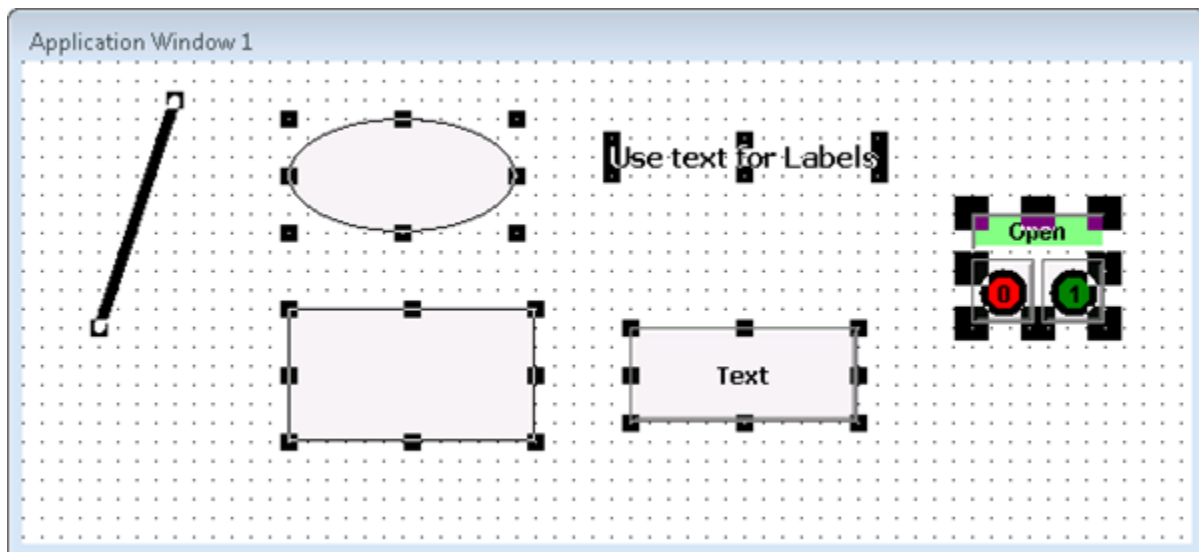 Application Window 1
Use text for Labels
Open
0 1
Text